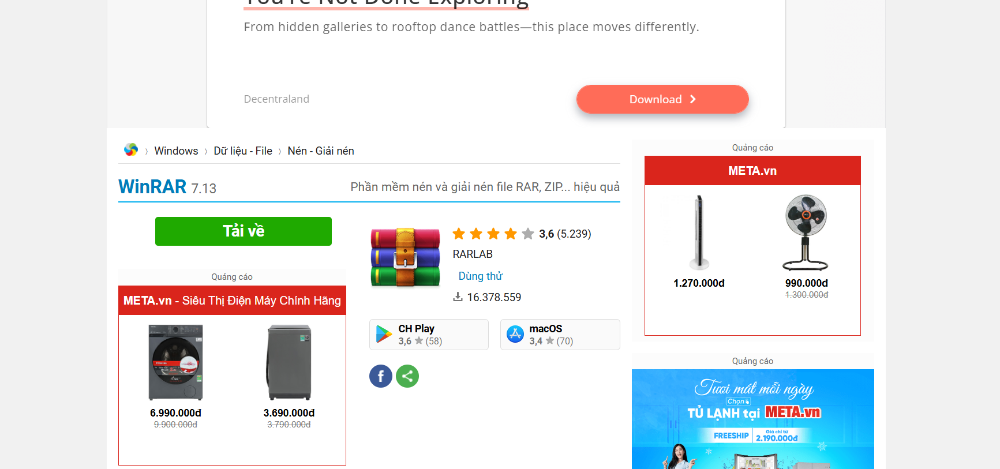 You're Not Done Exploring
From hidden galleries to rooftop dance battles—this place moves differently.
Decentraland
Download
Windows › Dữ liệu - File › Nén - Giải nén
WinRAR 7.13
Phần mềm nén và giải nén file RAR, ZIP... hiệu quả
Tải về
3,6 (5.239)
RARLAB
Dùng thử
16.378.559
CH Play
3,6 (58)
macOS
3,4 (70)
Quảng cáo
META.vn - Siêu Thị Điện Máy Chính Hãng
6.990.000đ
9.900.000đ
3.690.000đ
3.790.000đ
Quảng cáo
META.vn
1.270.000đ
990.000đ
1.300.000đ
Quảng cáo
Tươi mát mỗi ngày
Chọn
TỦ LẠNH tại META.vn
FREESHIP
Giá chỉ từ
2.190.000đ